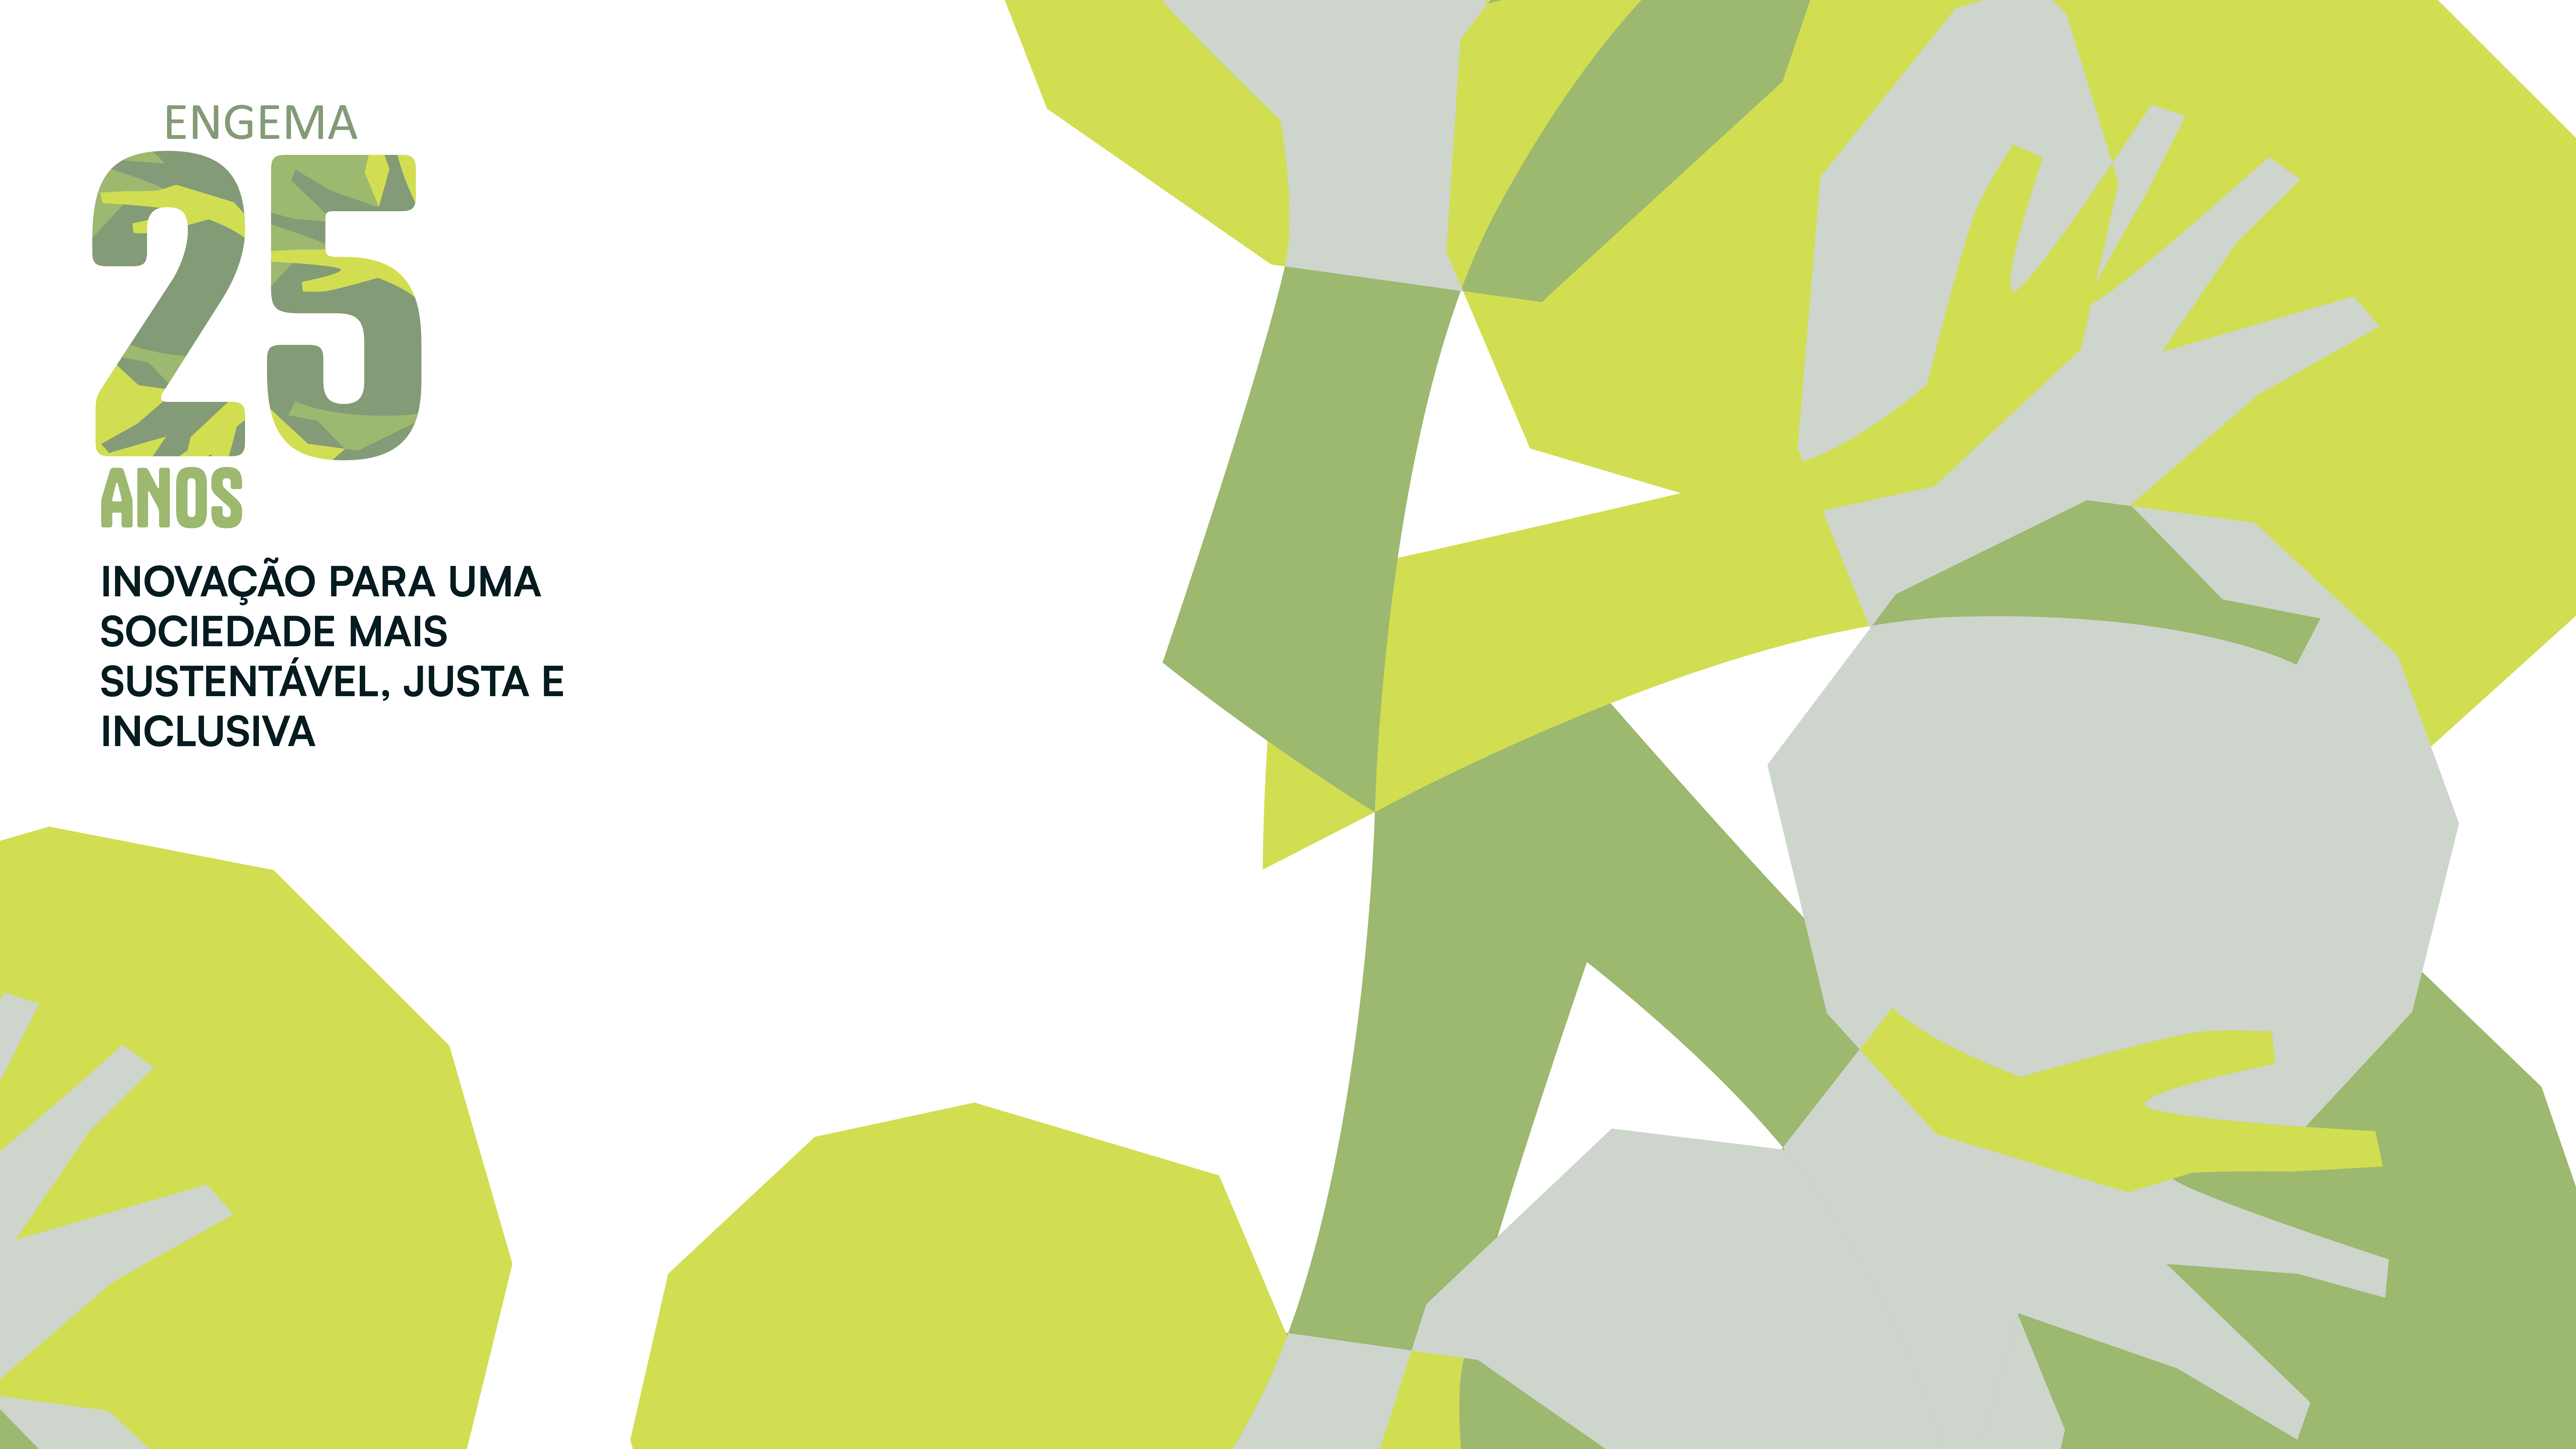 ENGEMA
25
ANOS
INOVAÇÃO PARA UMA
SOCIEDADE MAIS
SUSTENTÁVEL, JUSTA E
INCLUSIVA